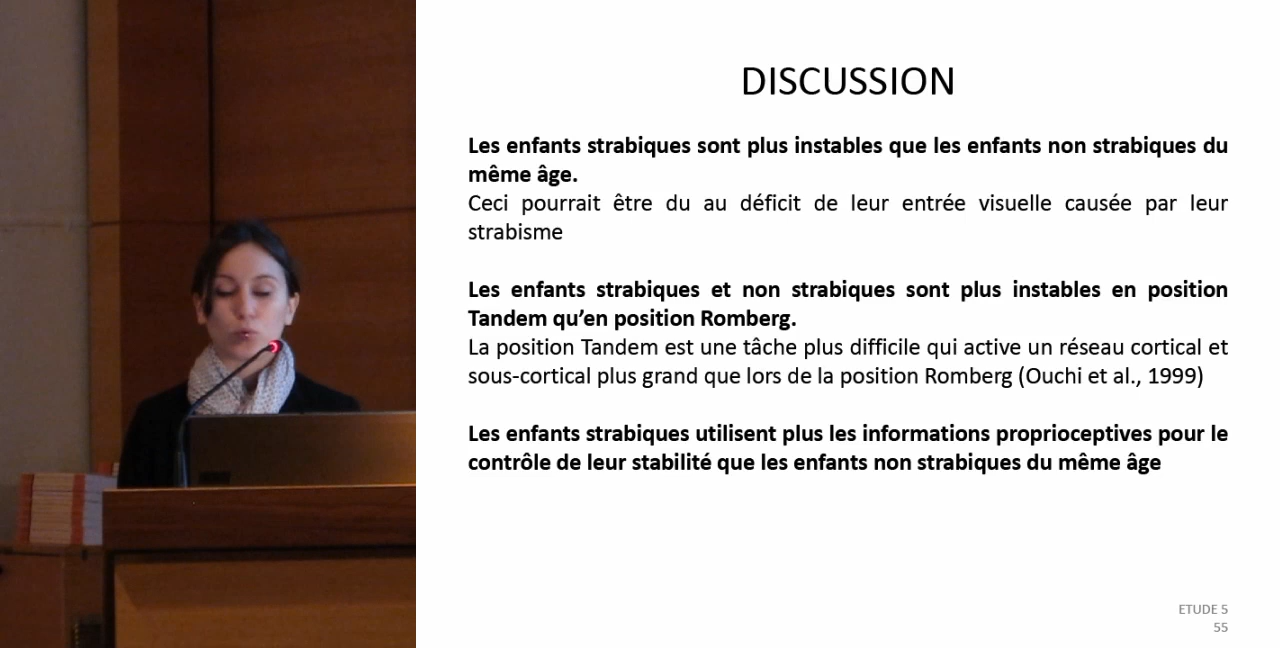 DISCUSSION
Les enfants strabiques sont plus instables que les enfants non strabiques du
même âge.
Ceci pourrait être du au déficit de leur entrée visuelle causée par leur
strabisme
Les enfants strabiques et non strabiques sont plus instables en position
Tandem qu’en position Romberg.
La position Tandem est une tâche plus difficile qui active un réseau cortical et
sous-cortical plus grand que lors de la position Romberg (Ouchi et al., 1999)
Les enfants strabiques utilisent plus les informations proprioceptives pour le
contrôle de leur stabilité que les enfants non strabiques du même âge
ETUDE 5
55